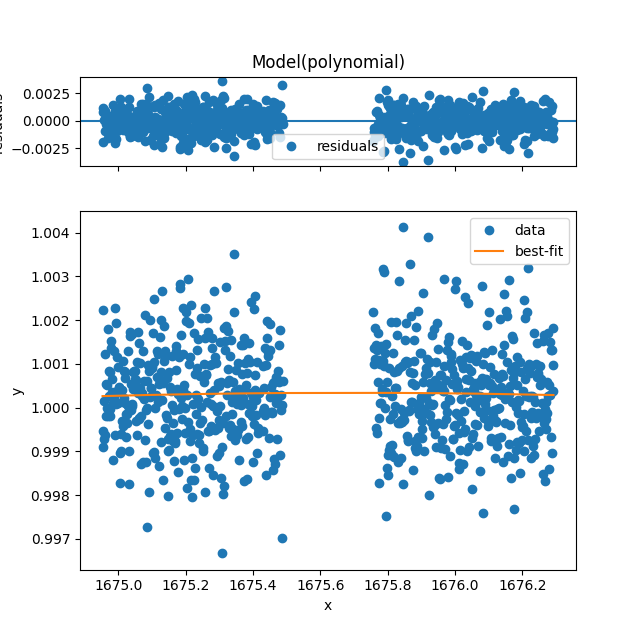 Model(polynomial)
0.0025
0.0000
−0.0025
residuals
residuals
1.004
1.003
1.002
1.001
1.000
0.999
0.998
0.997
y
data
best-fit
1675.0 1675.2 1675.4 1675.6 1675.8 1676.0 1676.2
x